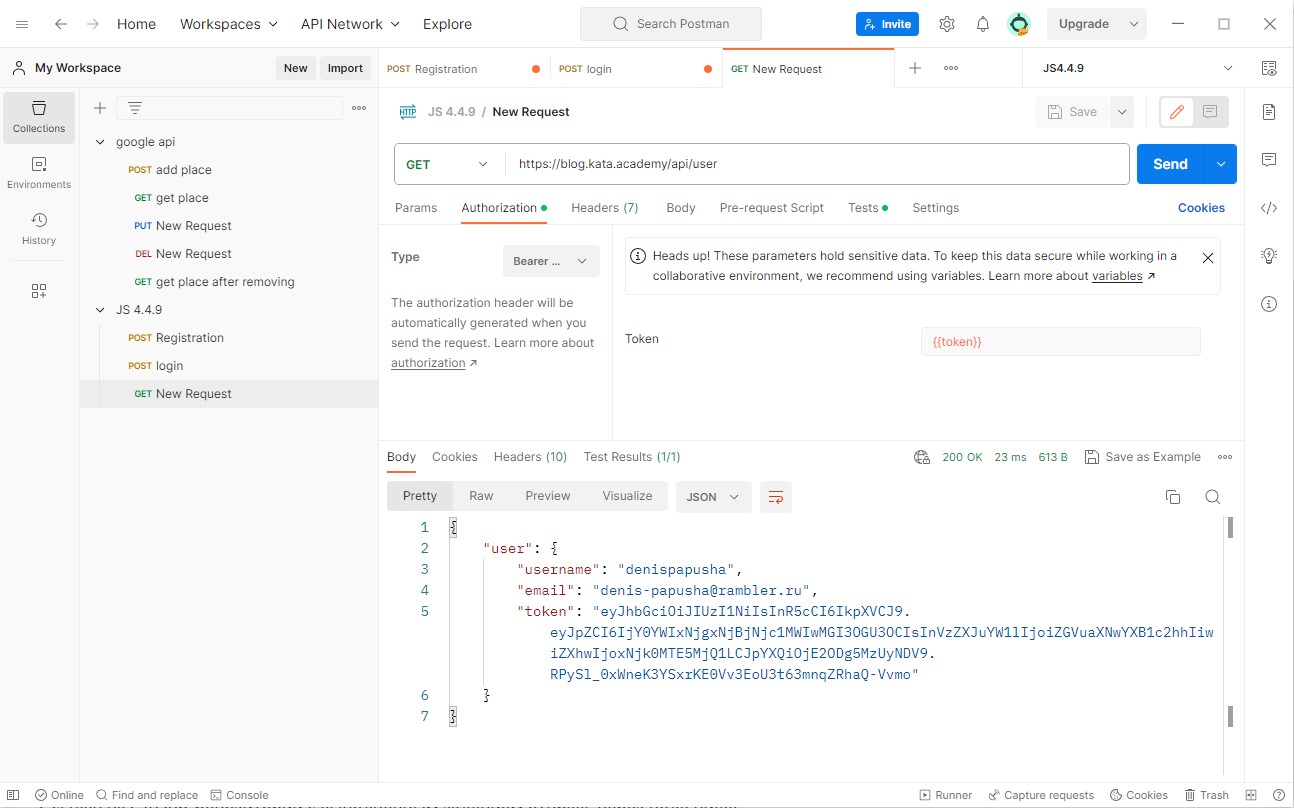 Home Workspaces API Network Explore Search Postman Invite Upgrade
My Workspace New Import POST Registration POST login GET New Request JS4.4.9
Collections
Environments
History
google api
POST add place
GET get place
PUT New Request
DEL New Request
GET get place after removing
JS 4.4.9
POST Registration
POST login
GET New Request
HTTP JS 4.4.9 / New Request Save
GET https://blog.kata.academy/api/user Send
Params Authorization Headers (7) Body Pre-request Script Tests Settings Cookies
Type Bearer ...
The authorization header will be
automatically generated when you
send the request. Learn more about
authorization ↗
Heads up! These parameters hold sensitive data. To keep this data secure while working in a
collaborative environment, we recommend using variables. Learn more about variables ↗
Token {{token}}
Body Cookies Headers (10) Test Results (1/1) 200 OK 23 ms 613 B Save as Example
Pretty Raw Preview Visualize JSON
1 {
2 "user": {
3 "username": "denispapusha",
4 "email": "denis-papusha@rambler.ru",
5 "token": "eyJhbGciOiJIUzI1NiIsInR5cCI6IkpXVCJ9.
eyJpZCI6IjY0YWIxNjgxNjBjNjc1MWIwMGI3OGU3OCIsInVzZXJuYW1lIjoiZGVuaXNwYXB1c2hhIiw
iZXhwIjoxNjk0MTE5MjQ1LCJpYXQiOjE2ODg5MzUyNDV9.
RPySl_0xWneK3YSxrKE0Vv3EoU3t63mnqZRhaQ-Vvmo"
6 }
7 }
Online Find and replace Console Runner Capture requests Cookies Trash